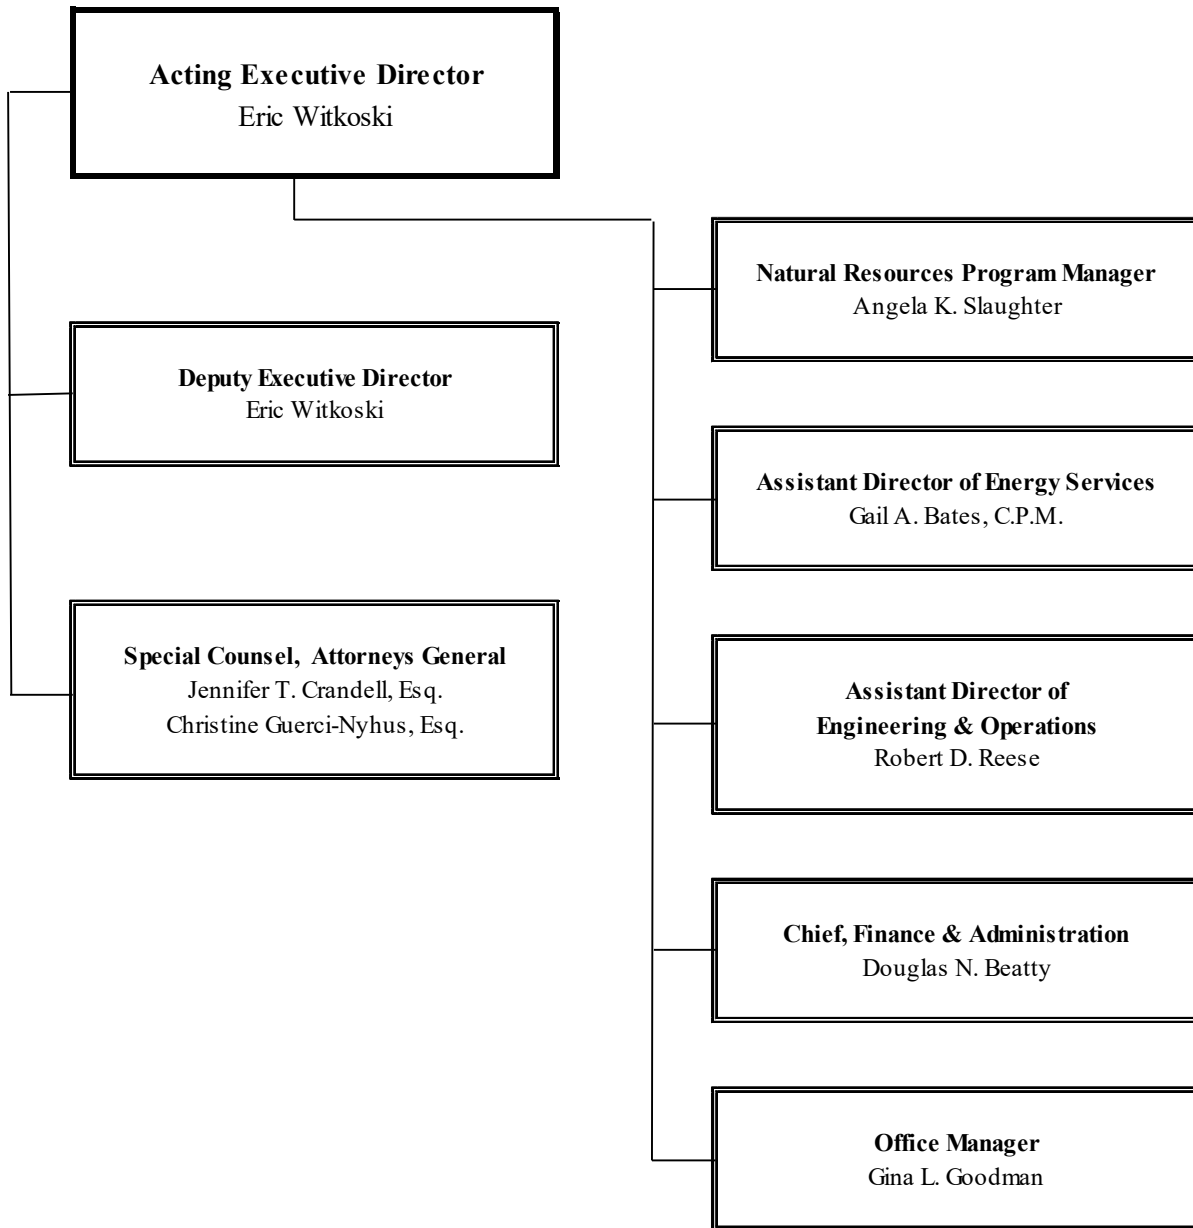 Acting Executive Director
Eric Witkoski
Deputy Executive Director
Eric Witkoski
Special Counsel, Attorneys General
Jennifer T. Crandell, Esq.
Christine Guerci-Nyhus, Esq.
Natural Resources Program Manager
Angela K. Slaughter
Assistant Director of Energy Services
Gail A. Bates, C.P.M.
Assistant Director of
Engineering & Operations
Robert D. Reese
Chief, Finance & Administration
Douglas N. Beatty
Office Manager
Gina L. Goodman